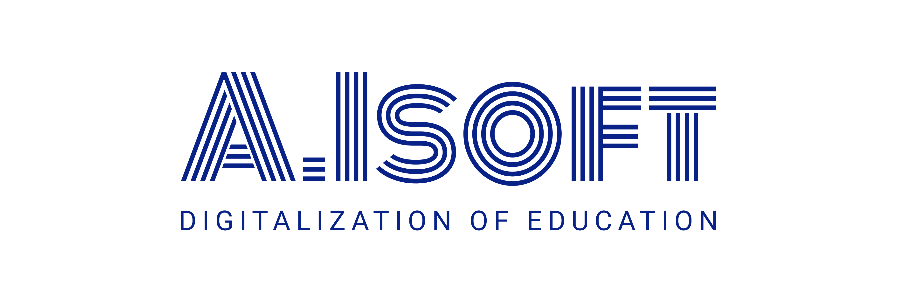 A.ISOFT
DIGITALIZATION OF EDUCATION